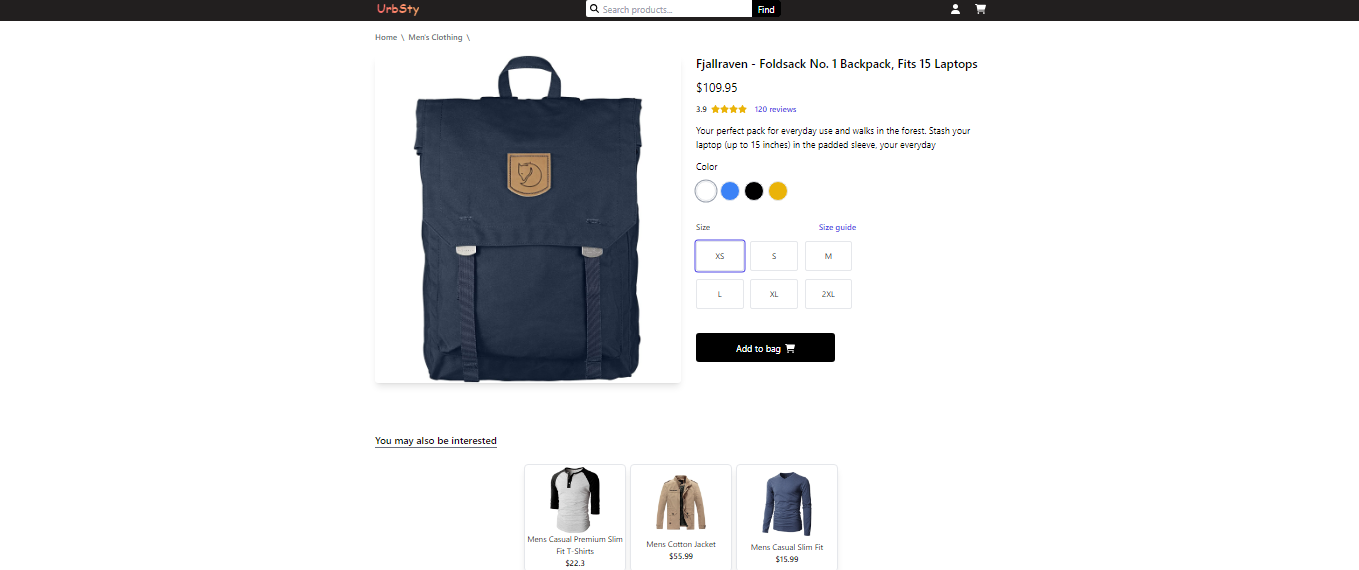 UrbSty
Search products...
Find
Home \ Men's Clothing \
Fjallraven - Foldsack No. 1 Backpack, Fits 15 Laptops
$109.95
3.9
120 reviews
Your perfect pack for everyday use and walks in the forest. Stash your
laptop (up to 15 inches) in the padded sleeve, your everyday
Color
Size
Size guide
XS
S
M
L
XL
2XL
Add to bag
You may also be interested
Mens Casual Premium Slim
Fit T-Shirts
$22.3
Mens Cotton Jacket
$55.99
Mens Casual Slim Fit
$15.99